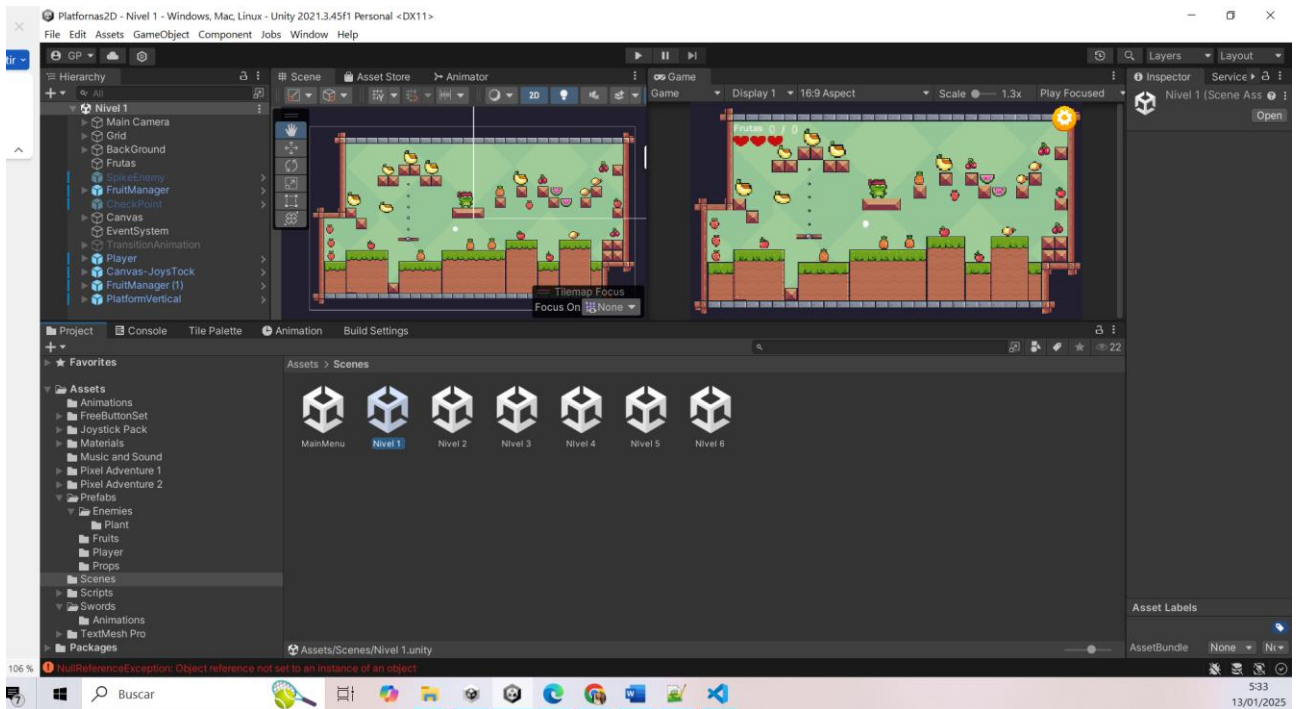 Platfornas2D - Nivel 1 - Windows, Mac, Linux - Unity 2021.3.45f1 Personal <DX11>
File Edit Assets GameObject Component Jobs Window Help
tir
GP
Layers
Layout
Hierarchy
Scene
Asset Store
Animator
Game
Inspector
Service
All
2D
Game
Display 1
16:9 Aspect
Scale
1.3x
Play Focused
Nivel 1 (Scene Ass
Open
Nivel 1
Main Camera
Grid
BackGround
Frutas
SpikeEnemy
FruitManager
CheckPoint
Canvas
EventSystem
TransitionAnimation
Player
Canvas-JoysTock
FruitManager (1)
PlatformVertical
Tilemap Focus
Focus On
None
Frutas 0 / 0
Project
Console
Tile Palette
Animation
Build Settings
22
Favorites
Assets > Scenes
Assets
Animations
FreeButtonSet
Joystick Pack
Materials
Music and Sound
Pixel Adventure 1
Pixel Adventure 2
Prefabs
Enemies
Plant
Fruits
Player
Props
Scenes
Scripts
Swords
Animations
TextMesh Pro
Packages
MainMenu
Nivel 1
Nivel 2
NIvel 3
NIvel 4
NIvel 5
NIvel 6
Asset Labels
Assets/Scenes/Nivel 1.unity
AssetBundle
None
106 %
NullReferenceException: Object reference not set to an instance of an object
7
Buscar
5:33
13/01/2025